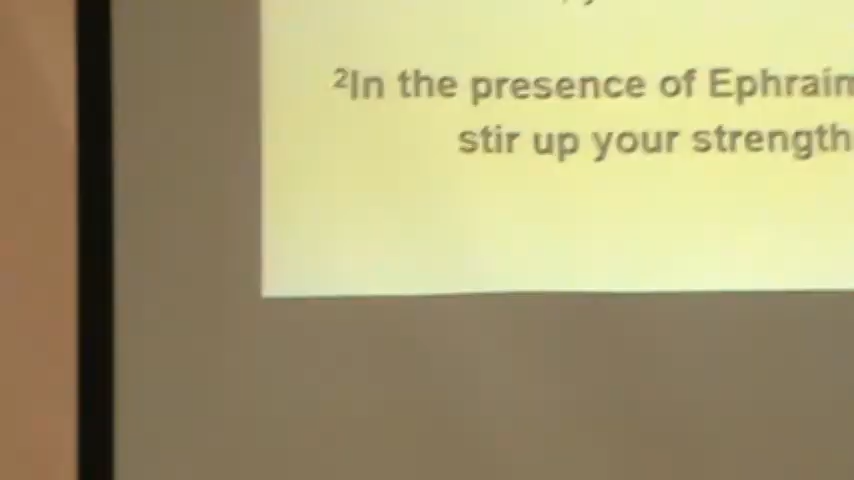 ²In the presence of Ephraim
stir up your strength